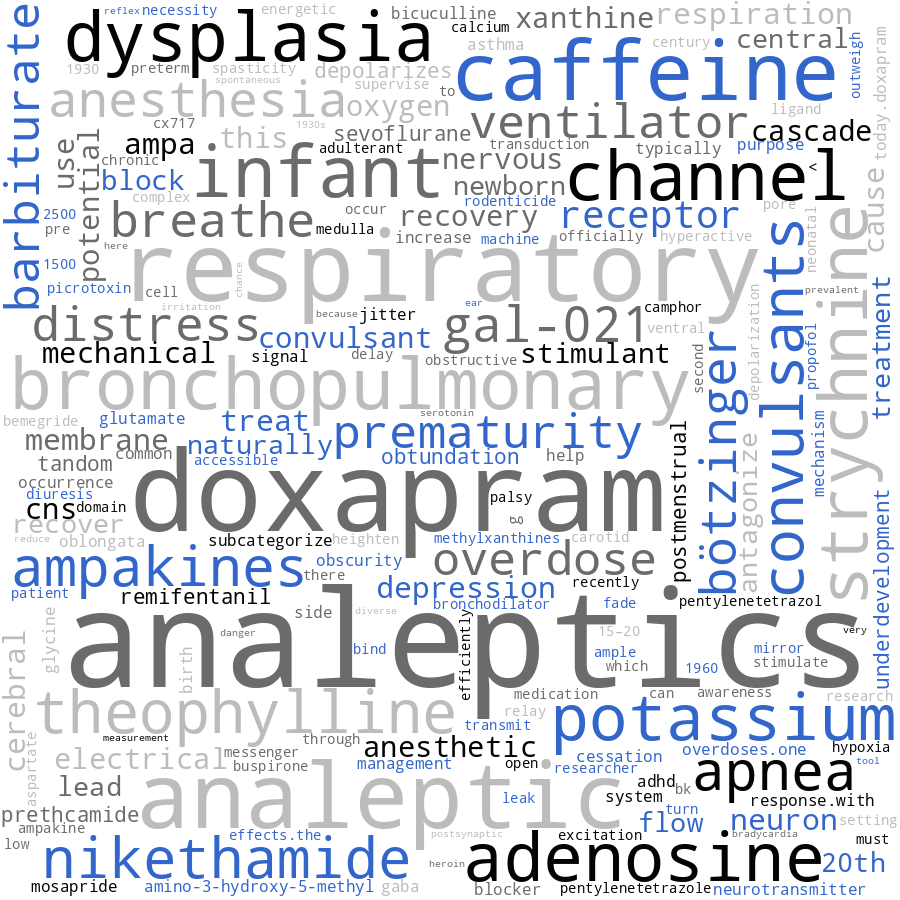 reflex necessity energetic bicuculline xanthine respiration
dysplasia calcium central
barbiturate asthma century outweigh
1930 preterm spasticity depolarizes caffeine
spontaneous supervise to
anesthesia oxygen ligand
cx717 1930s sevoflurane ventilator cascade
ampa this adulterant transduction typically purpose today.doxapram
use potential chronic infant nervous channel <
block complex newborn
rodenticide
2500 breathe occur recovery receptor pore
pre medulla increase machine officially hyperactive neonatal cause
here
1500 respiratory
picrotoxin cell chance prevalent
irritation ear camphor
distress because jitter gal-021 ventral
convulsant depolarization
mechanical signal delay obstructive stimulant second propofol treatment
bronchopulmonary bötzinger convulsants strychnine
bemegride glutamate treat serotonin
membrane naturally prematurity
tandom common accessible obtundation help mechanism
occurrence
diuresis doxapram palsy postmenstrual antagonize
cns domain
recover go
reduce oblongata subcategorize heighten methylxanthines carotid
ampakines obscurity overdose underdevelopment
there
patient remifentanil depression recently
side diverse bronchodilator fade pentylenetetrazol
analeptics danger efficiently 15-20 very
cerebral glycine birth bind ample mirror
which 1960 stimulate
medication can awareness research
theophylline relay potassium
transmit
aspartate measurement through
electrical messenger anesthetic open cessation overdoses.one hypoxia
buspirone management researcher tool
lead analeptic adhd bk apnea
prethcamide leak system response.with
ampakine turn
low effects.the postsynaptic excitation flow neuron setting
bradycardia must
nikethamide heroin adenosine 20th
mosapride amino-3-hydroxy-5-methyl gaba blocker pentylenetetrazole neurotransmitter